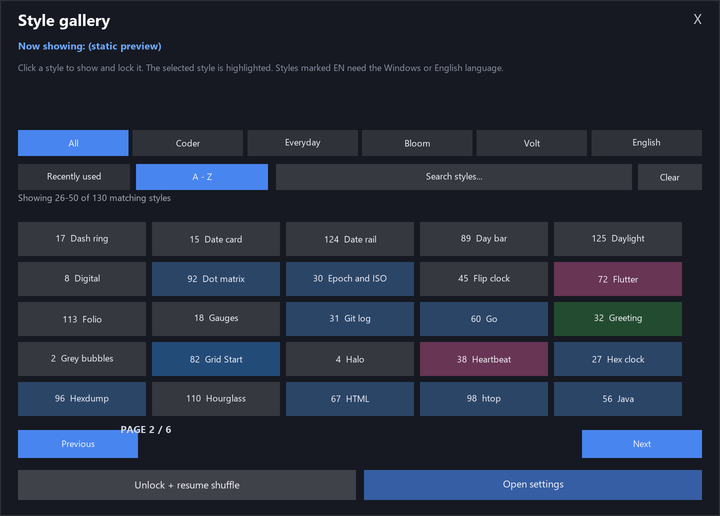 Style gallery
X
Now showing: (static preview)
Click a style to show and lock it. The selected style is highlighted. Styles marked EN need the Windows or English language.
All Coder Everyday Bloom Volt English
Recently used A - Z Search styles... Clear
Showing 26-50 of 130 matching styles
17 Dash ring 15 Date card 124 Date rail 89 Day bar 125 Daylight
8 Digital 92 Dot matrix 30 Epoch and ISO 45 Flip clock 72 Flutter
113 Folio 18 Gauges 31 Git log 60 Go 32 Greeting
2 Grey bubbles 82 Grid Start 4 Halo 38 Heartbeat 27 Hex clock
96 Hexdump 110 Hourglass 67 HTML 98 htop 56 Java
PAGE 2 / 6
Previous Next
Unlock + resume shuffle Open settings